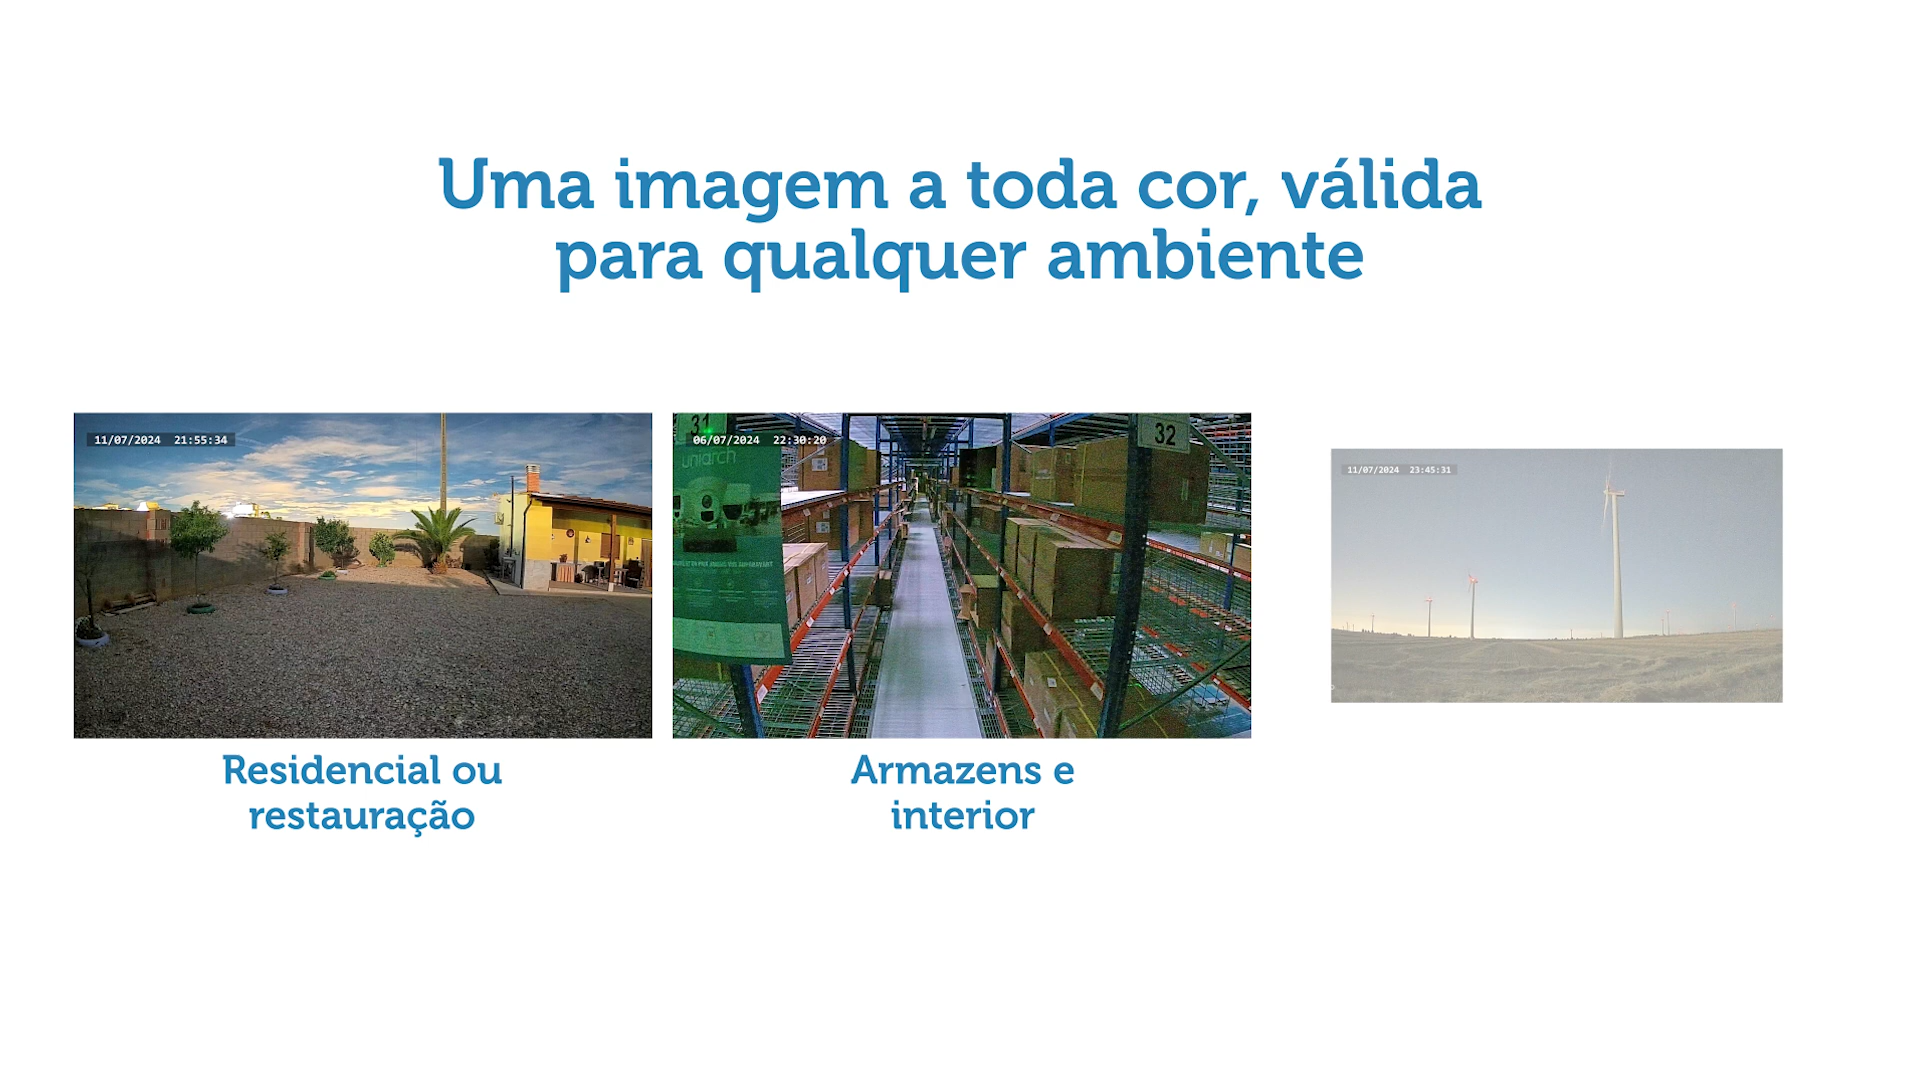 Uma imagem a toda cor, válida
para qualquer ambiente
11/07/2024 21:55:34
31
06/07/2024 22:30:20
uniarch
32
11/07/2024 23:45:31
Residencial ou
restauração
Armazens e
interior